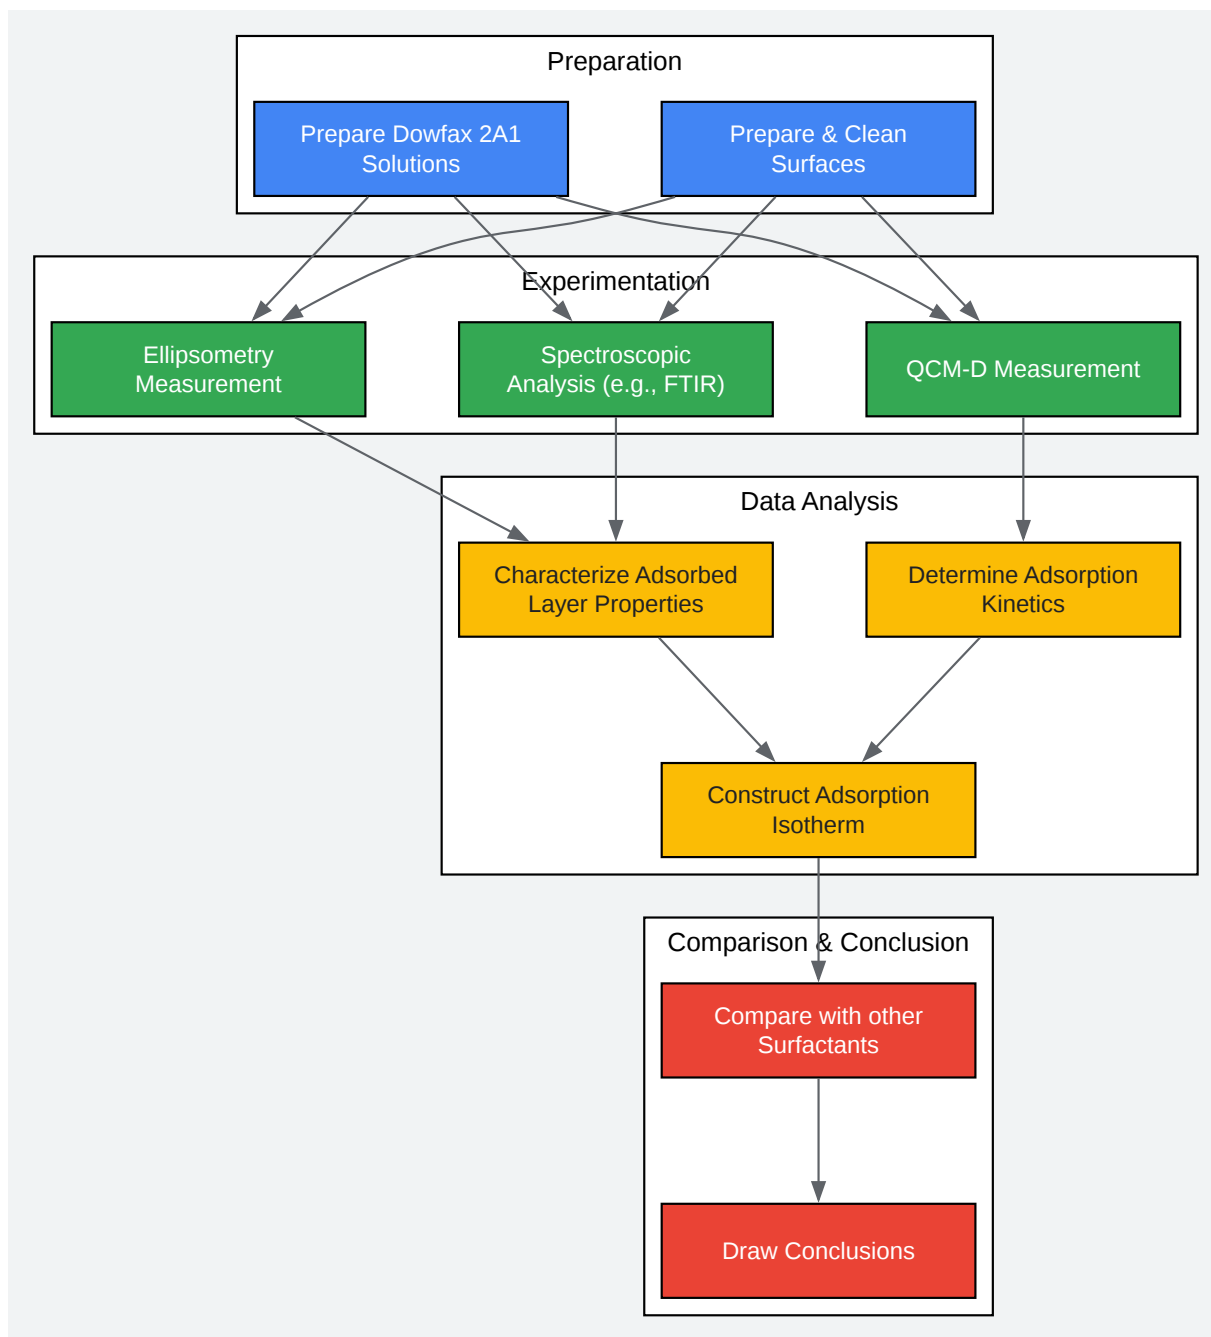 Preparation
Prepare Dowfax 2A1
Solutions
Prepare & Clean
Surfaces
Experimentation
Ellipsometry
Measurement
Spectroscopic
Analysis (e.g., FTIR)
QCM-D Measurement
Data Analysis
Characterize Adsorbed
Layer Properties
Determine Adsorption
Kinetics
Construct Adsorption
Isotherm
Comparison & Conclusion
Compare with other
Surfactants
Draw Conclusions